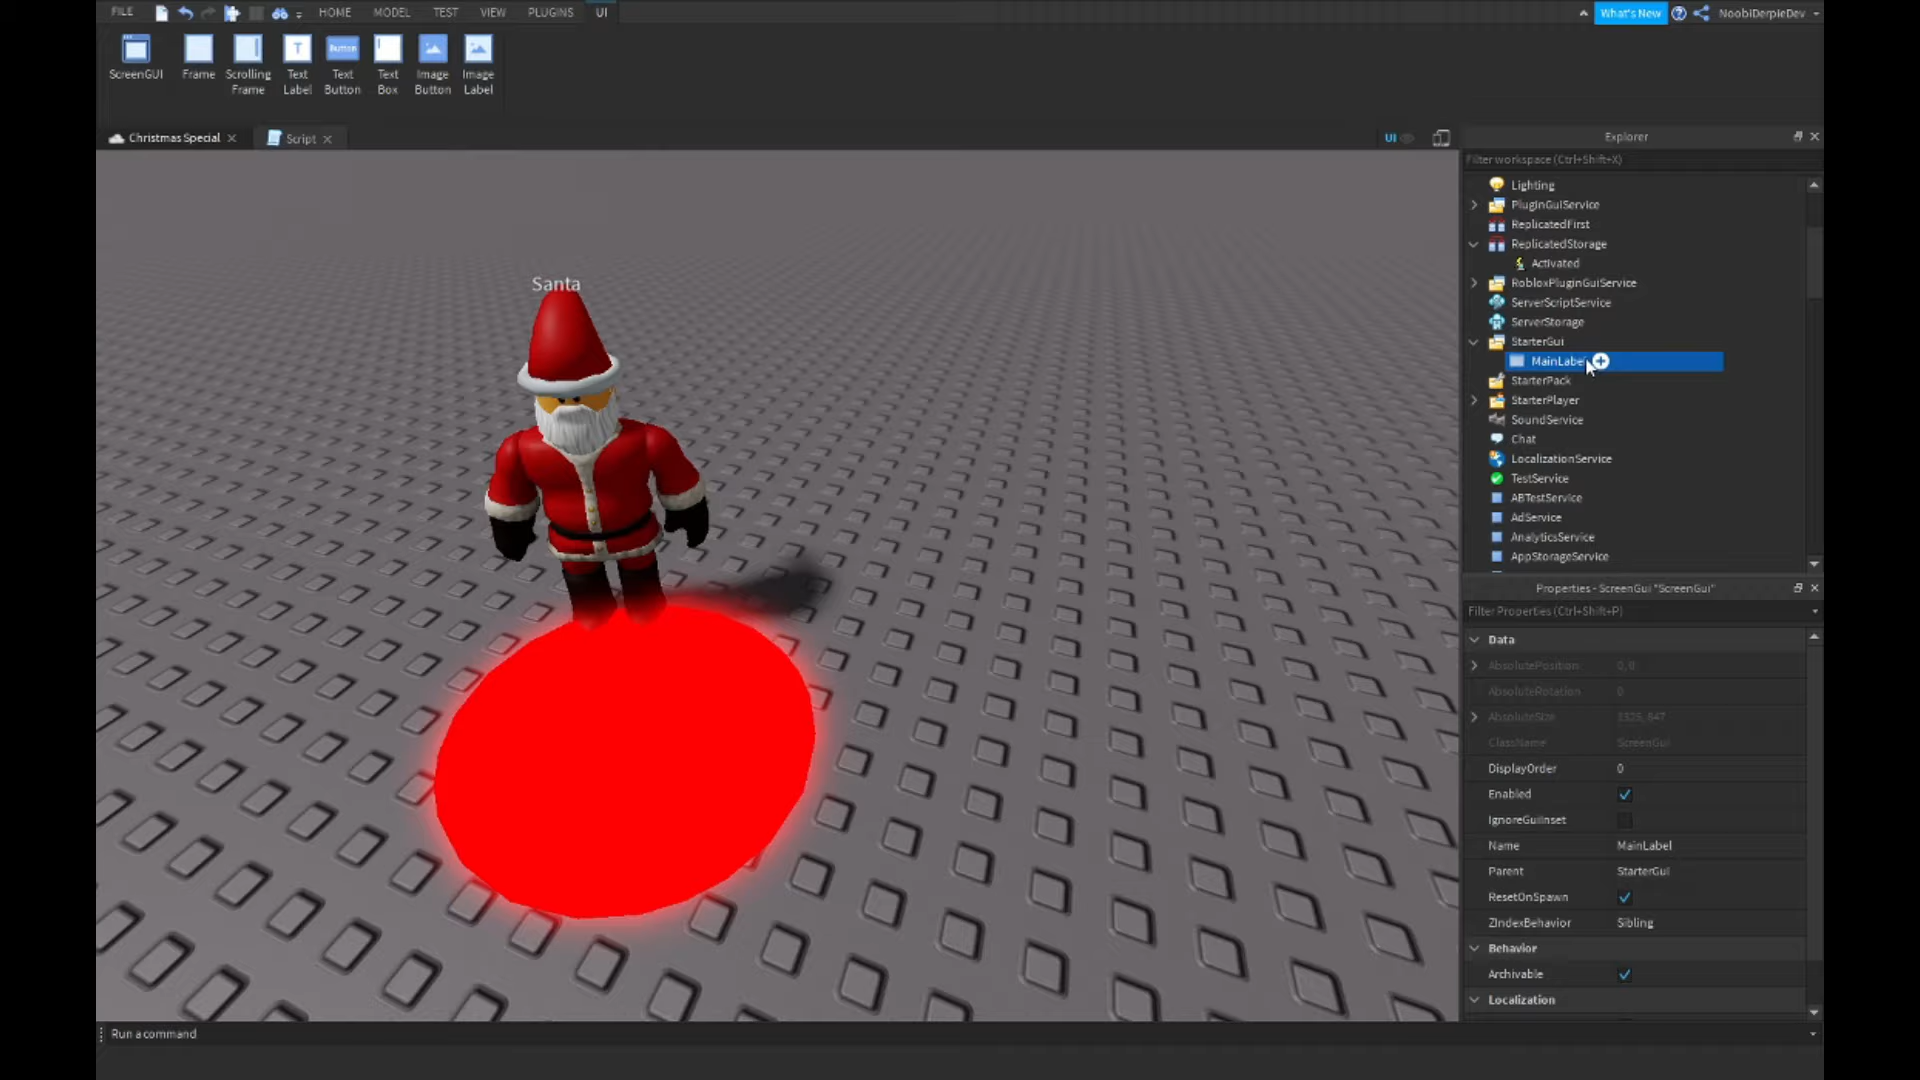 FILE HOME MODEL TEST VIEW PLUGINS UI What's New NoobiDerpieDev
ScreenGUI Frame Scrolling Frame Text Label Text Button Text Box Image Button Image Label
Button
T
Christmas Special Script UI
Explorer
Filter workspace (Ctrl+Shift+X)
Lighting
PluginGuiService
ReplicatedFirst
ReplicatedStorage
Activated
RobloxPluginGuiService
ServerScriptService
ServerStorage
StarterGui
MainLabel
StarterPack
StarterPlayer
SoundService
Chat
LocalizationService
TestService
ABTestService
AdService
AnalyticsService
AppStorageService
Santa
Properties - ScreenGui "ScreenGui"
Filter Properties (Ctrl+Shift+P)
Data
AbsolutePosition 0, 0
AbsoluteRotation 0
AbsoluteSize
ClassName ScreenGui
DisplayOrder 0
Enabled
IgnoreGuiInset
Name MainLabel
Parent StarterGui
ResetOnSpawn
ZIndexBehavior Sibling
Behavior
Archivable
Localization
Run a command